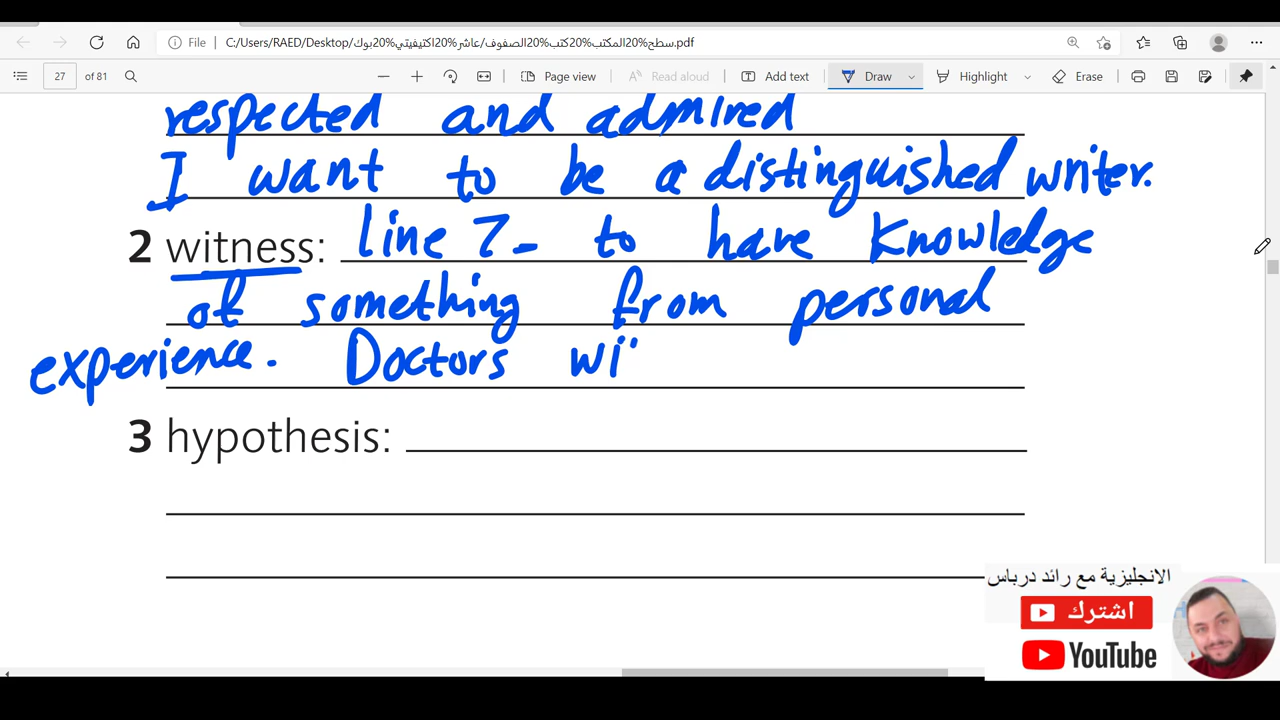 File
C:/Users/RAED/Desktop/سطح%20المكتب%20كتب%20الصفوف/عاشر%20اكتيفيتي%20بوك.pdf
27 of 81
Page view
Read aloud
Add text
Draw
Highlight
Erase
respected and admired
I want to be a distinguished writer.
2 witness: line 7- to have knowledge
of something from personal
experience. Doctors wi
3 hypothesis:
الانجليزية مع رائد درباس
اشترك
YouTube